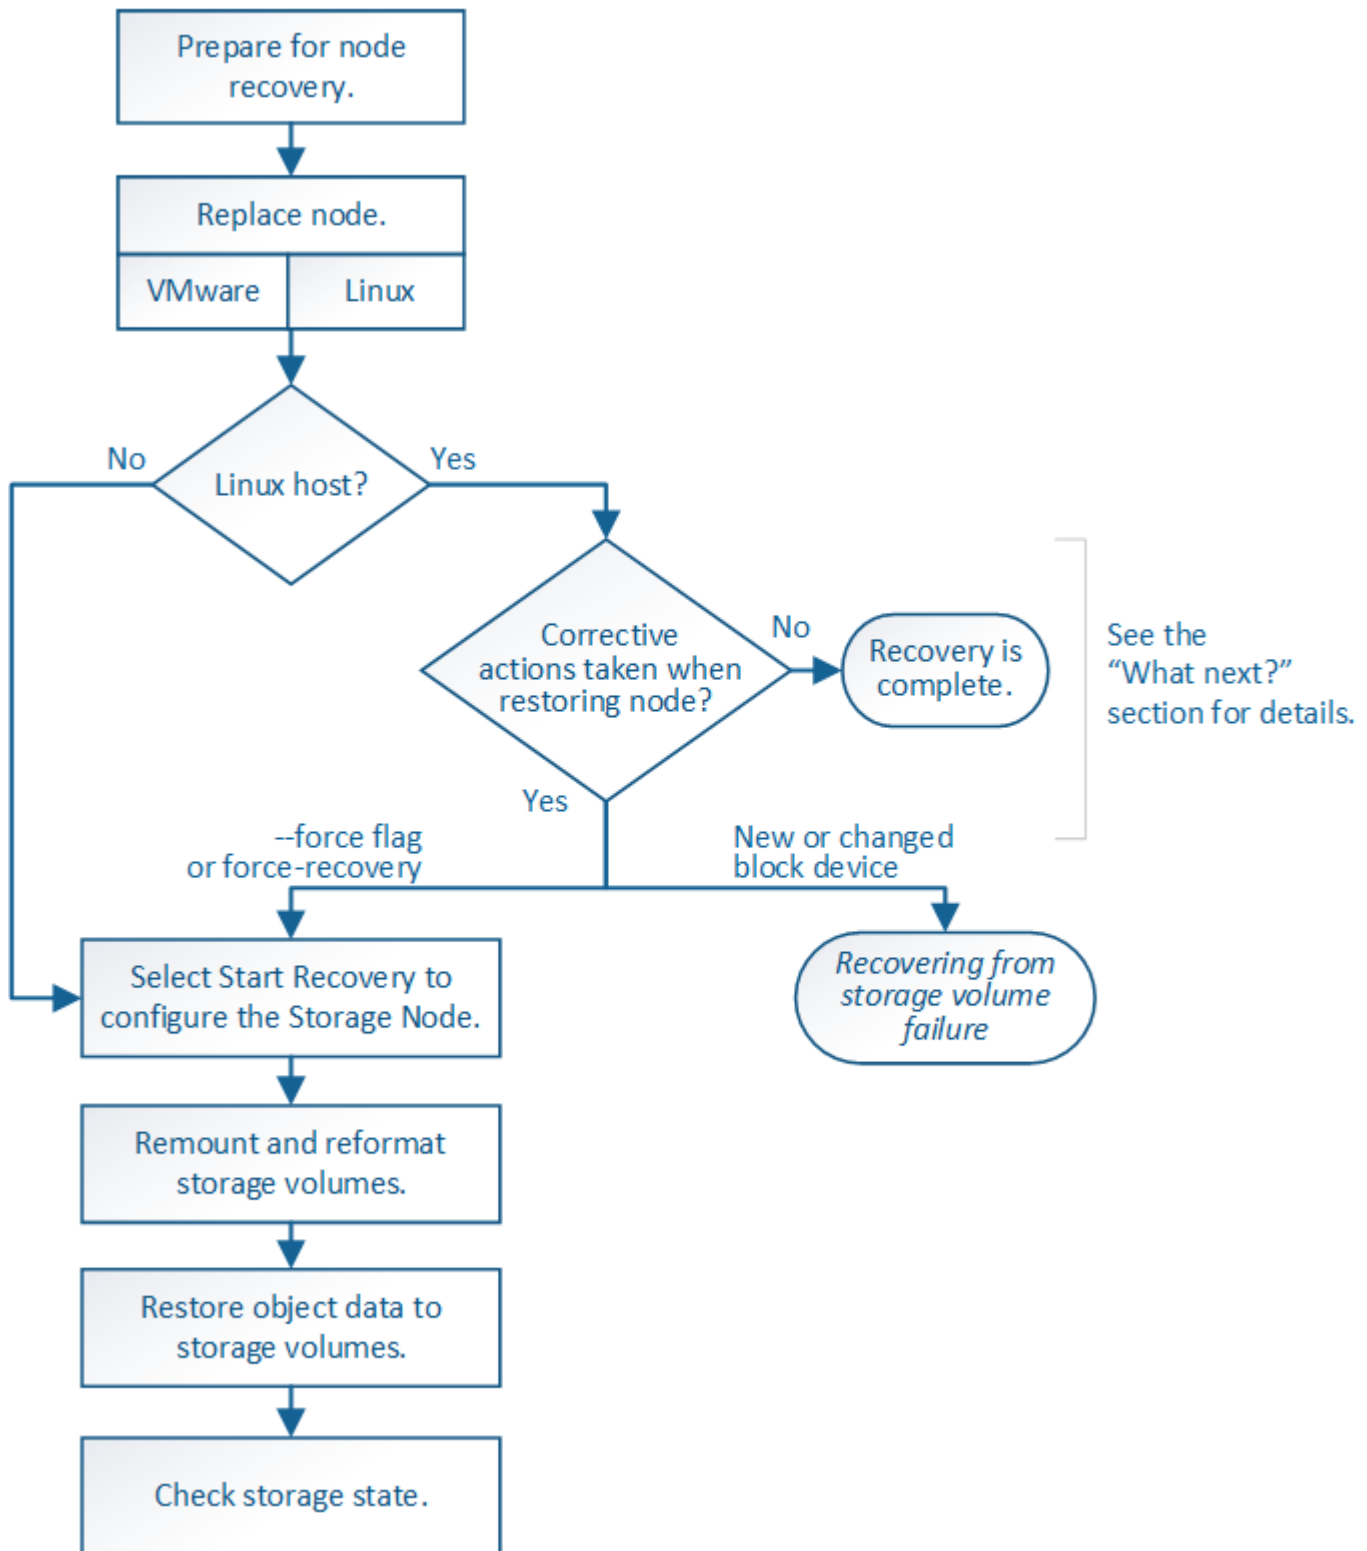 Prepare for node
recovery.
Replace node.
VMware
Linux
Linux host?
No
Yes
Corrective
actions taken when
restoring node?
No
Recovery is
complete.
See the
“What next?”
section for details.
Yes
--force flag
or force-recovery
New or changed
block device
Select Start Recovery to
configure the Storage Node.
Recovering from
storage volume
failure
Remount and reformat
storage volumes.
Restore object data to
storage volumes.
Check storage state.